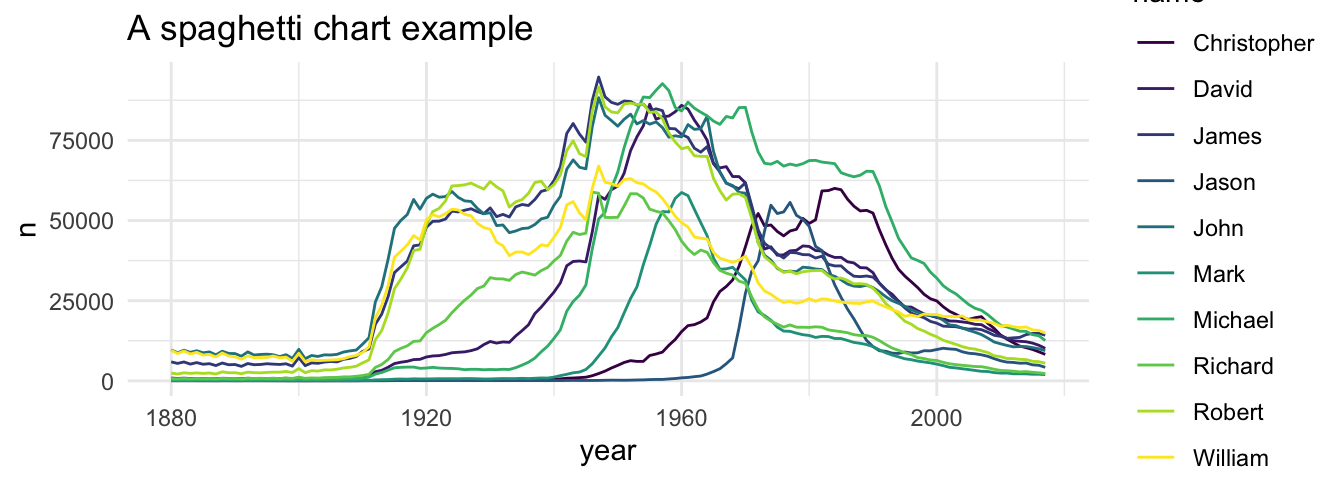 A spaghetti chart example
name
Christopher
David
James
Jason
John
Mark
Michael
Richard
Robert
William
n
75000
50000
25000
0
1880 1920 1960 2000
year